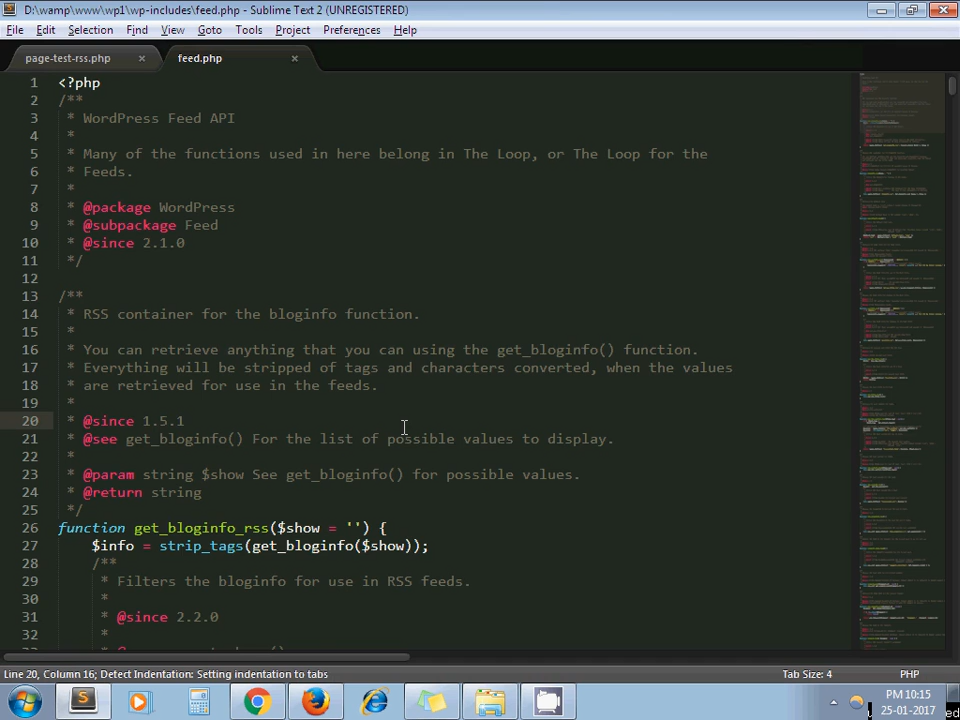 D:\wamp\www\wp1\wp-includes\feed.php - Sublime Text 2 (UNREGISTERED)
File Edit Selection Find View Goto Tools Project Preferences Help
page-test-rss.php × feed.php ×
1 <?php
2 /**
3 * WordPress Feed API
4 *
5 * Many of the functions used in here belong in The Loop, or The Loop for the
6 * Feeds.
7 *
8 * @package WordPress
9 * @subpackage Feed
10 * @since 2.1.0
11 */
12
13 /**
14 * RSS container for the bloginfo function.
15 *
16 * You can retrieve anything that you can using the get_bloginfo() function.
17 * Everything will be stripped of tags and characters converted, when the values
18 * are retrieved for use in the feeds.
19 *
20 * @since 1.5.1
21 * @see get_bloginfo() For the list of possible values to display.
22 *
23 * @param string $show See get_bloginfo() for possible values.
24 * @return string
25 */
26 function get_bloginfo_rss($show = '') {
27 $info = strip_tags(get_bloginfo($show));
28 /**
29 * Filters the bloginfo for use in RSS feeds.
30 *
31 * @since 2.2.0
32 *
Line 20, Column 16; Detect Indentation: Setting indentation to tabs Tab Size: 4 PHP
PM 10:15
25-01-2017